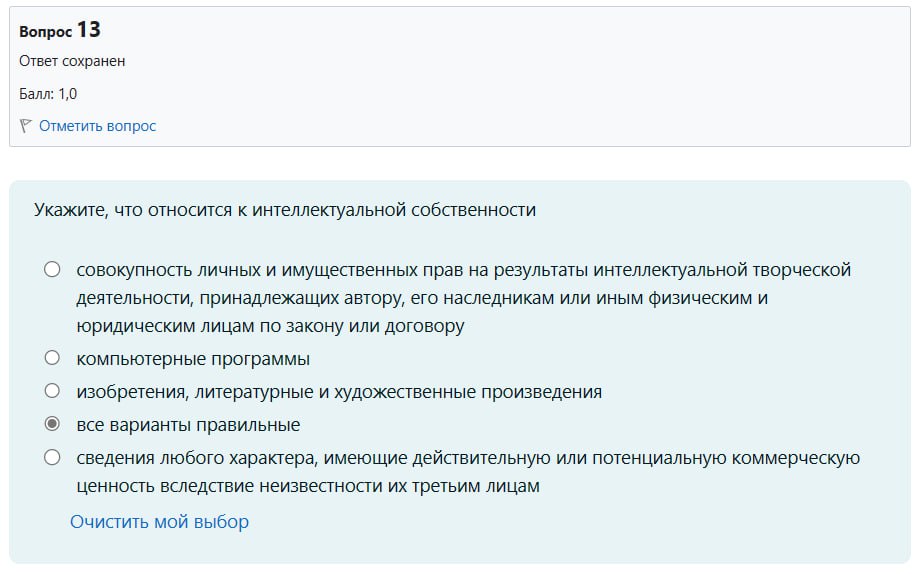 Вопрос 13
Ответ сохранен
Балл: 1,0
Отметить вопрос
Укажите, что относится к интеллектуальной собственности
совокупность личных и имущественных прав на результаты интеллектуальной творческой
деятельности, принадлежащих автору, его наследникам или иным физическим и
юридическим лицам по закону или договору
компьютерные программы
изобретения, литературные и художественные произведения
все варианты правильные
сведения любого характера, имеющие действительную или потенциальную коммерческую
ценность вследствие неизвестности их третьим лицам
Очистить мой выбор